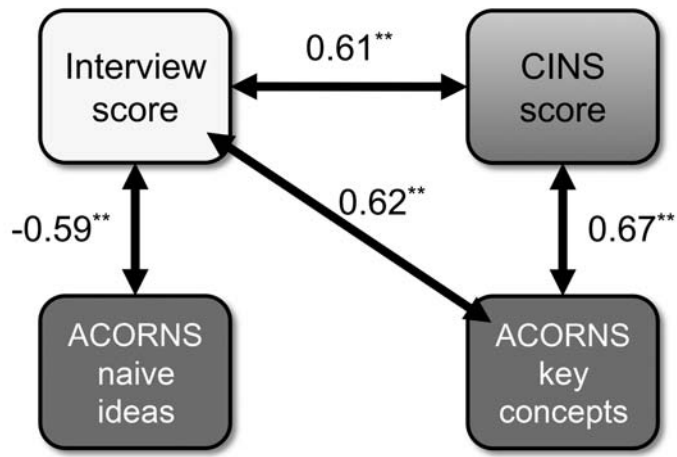 Interview
score
0.61**
CINS
score
-0.59**
0.62**
0.67**
ACORNS
naive
ideas
ACORNS
key
concepts